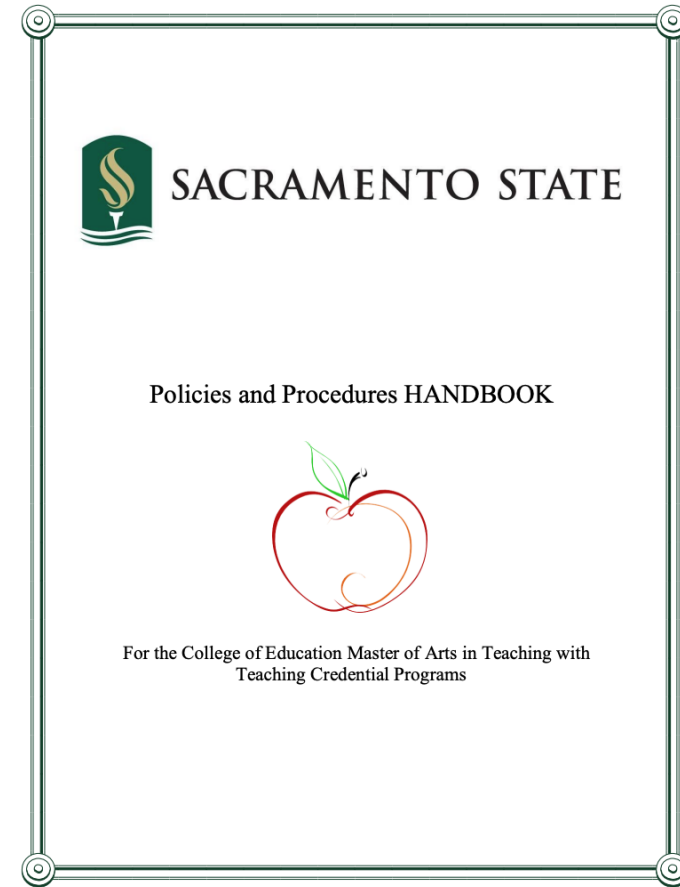 SACRAMENTO STATE
Policies and Procedures HANDBOOK
For the College of Education Master of Arts in Teaching with
Teaching Credential Programs